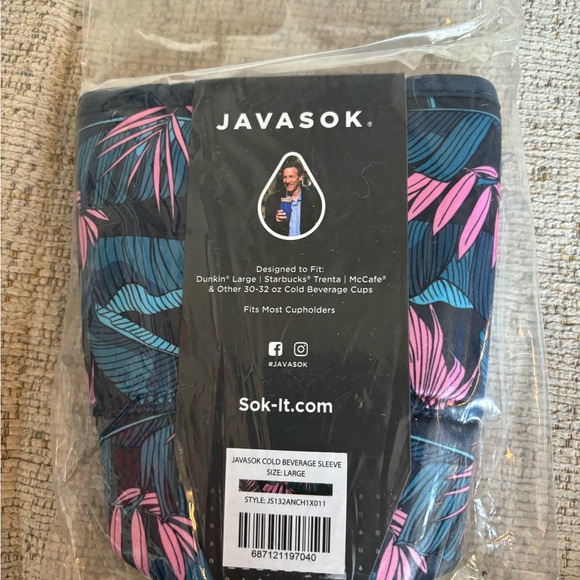 JAVASOK®
Designed to Fit:
Dunkin® Large | Starbucks® Trenta | McCafe®
& Other 30-32 oz Cold Beverage Cups
Fits Most Cupholders
#JAVASOK
Sok-It.com
JAVASOK COLD BEVERAGE SLEEVE
SIZE: LARGE
STYLE: JS132ANCH1X011
687121197040